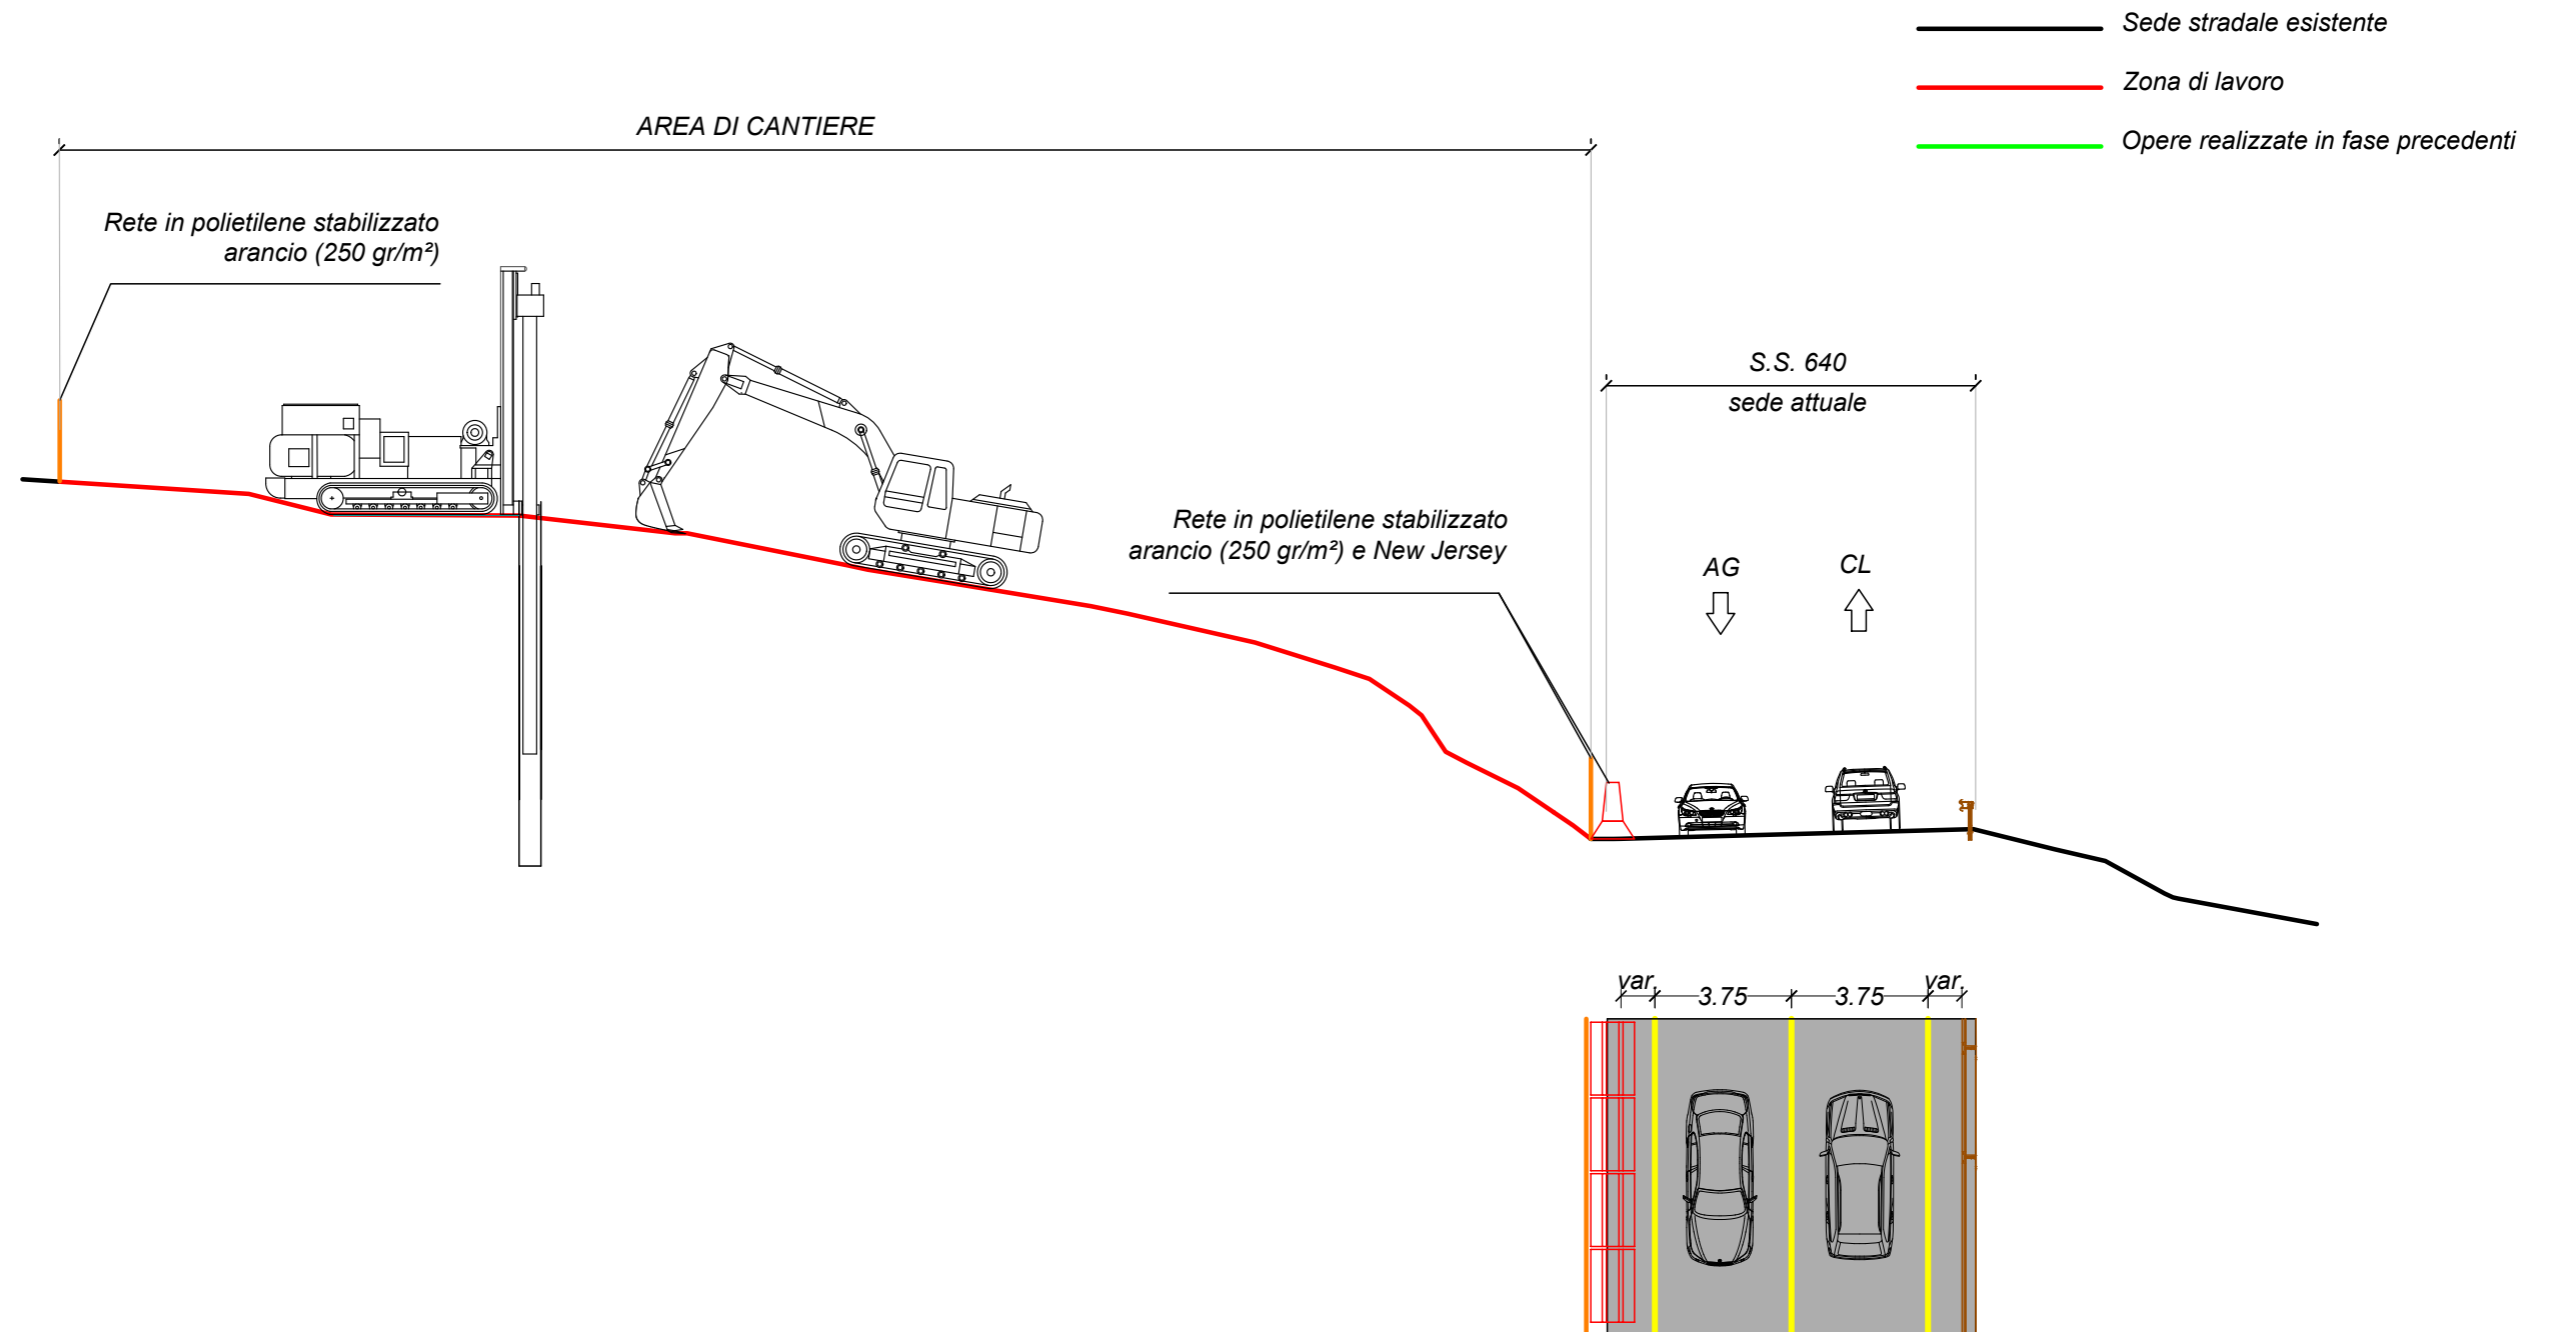 Sede stradale esistente
Zona di lavoro
Opere realizzate in fase precedenti
AREA DI CANTIERE
Rete in polietilene stabilizzato
arancio (250 gr/m²)
S.S. 640
sede attuale
Rete in polietilene stabilizzato
arancio (250 gr/m²) e New Jersey
AG
CL
var. 3.75 3.75 var.